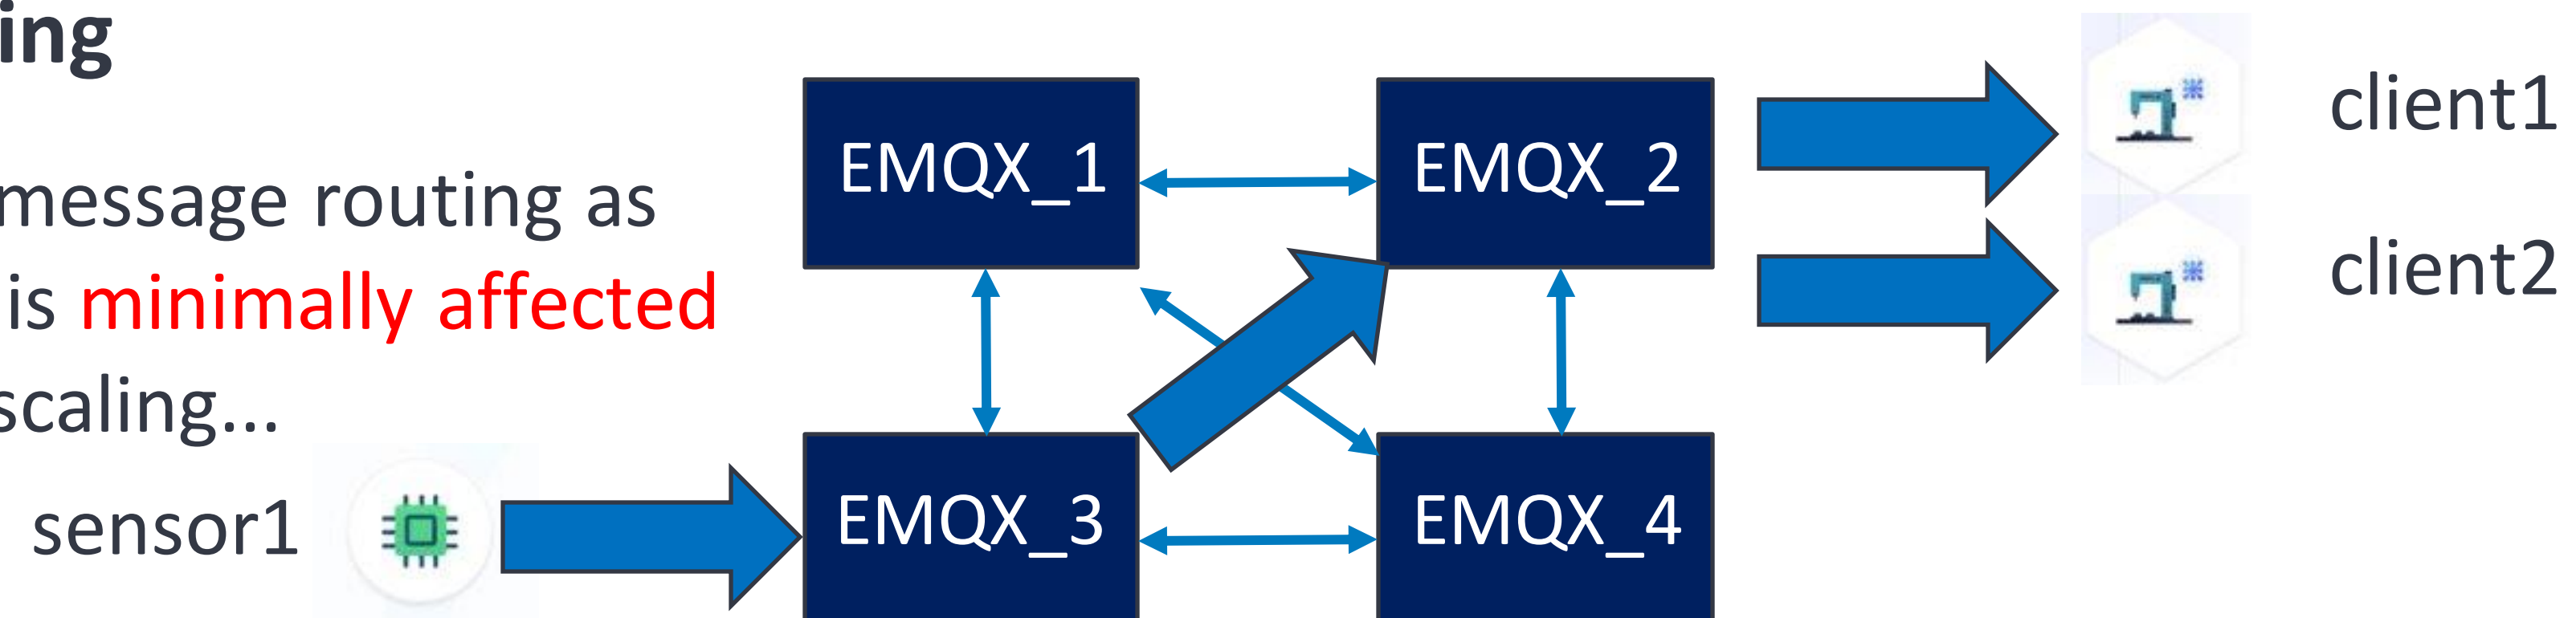 ing
message routing as
is minimally affected
scaling...
sensor1
EMQX_1
EMQX_2
EMQX_3
EMQX_4
client1
client2